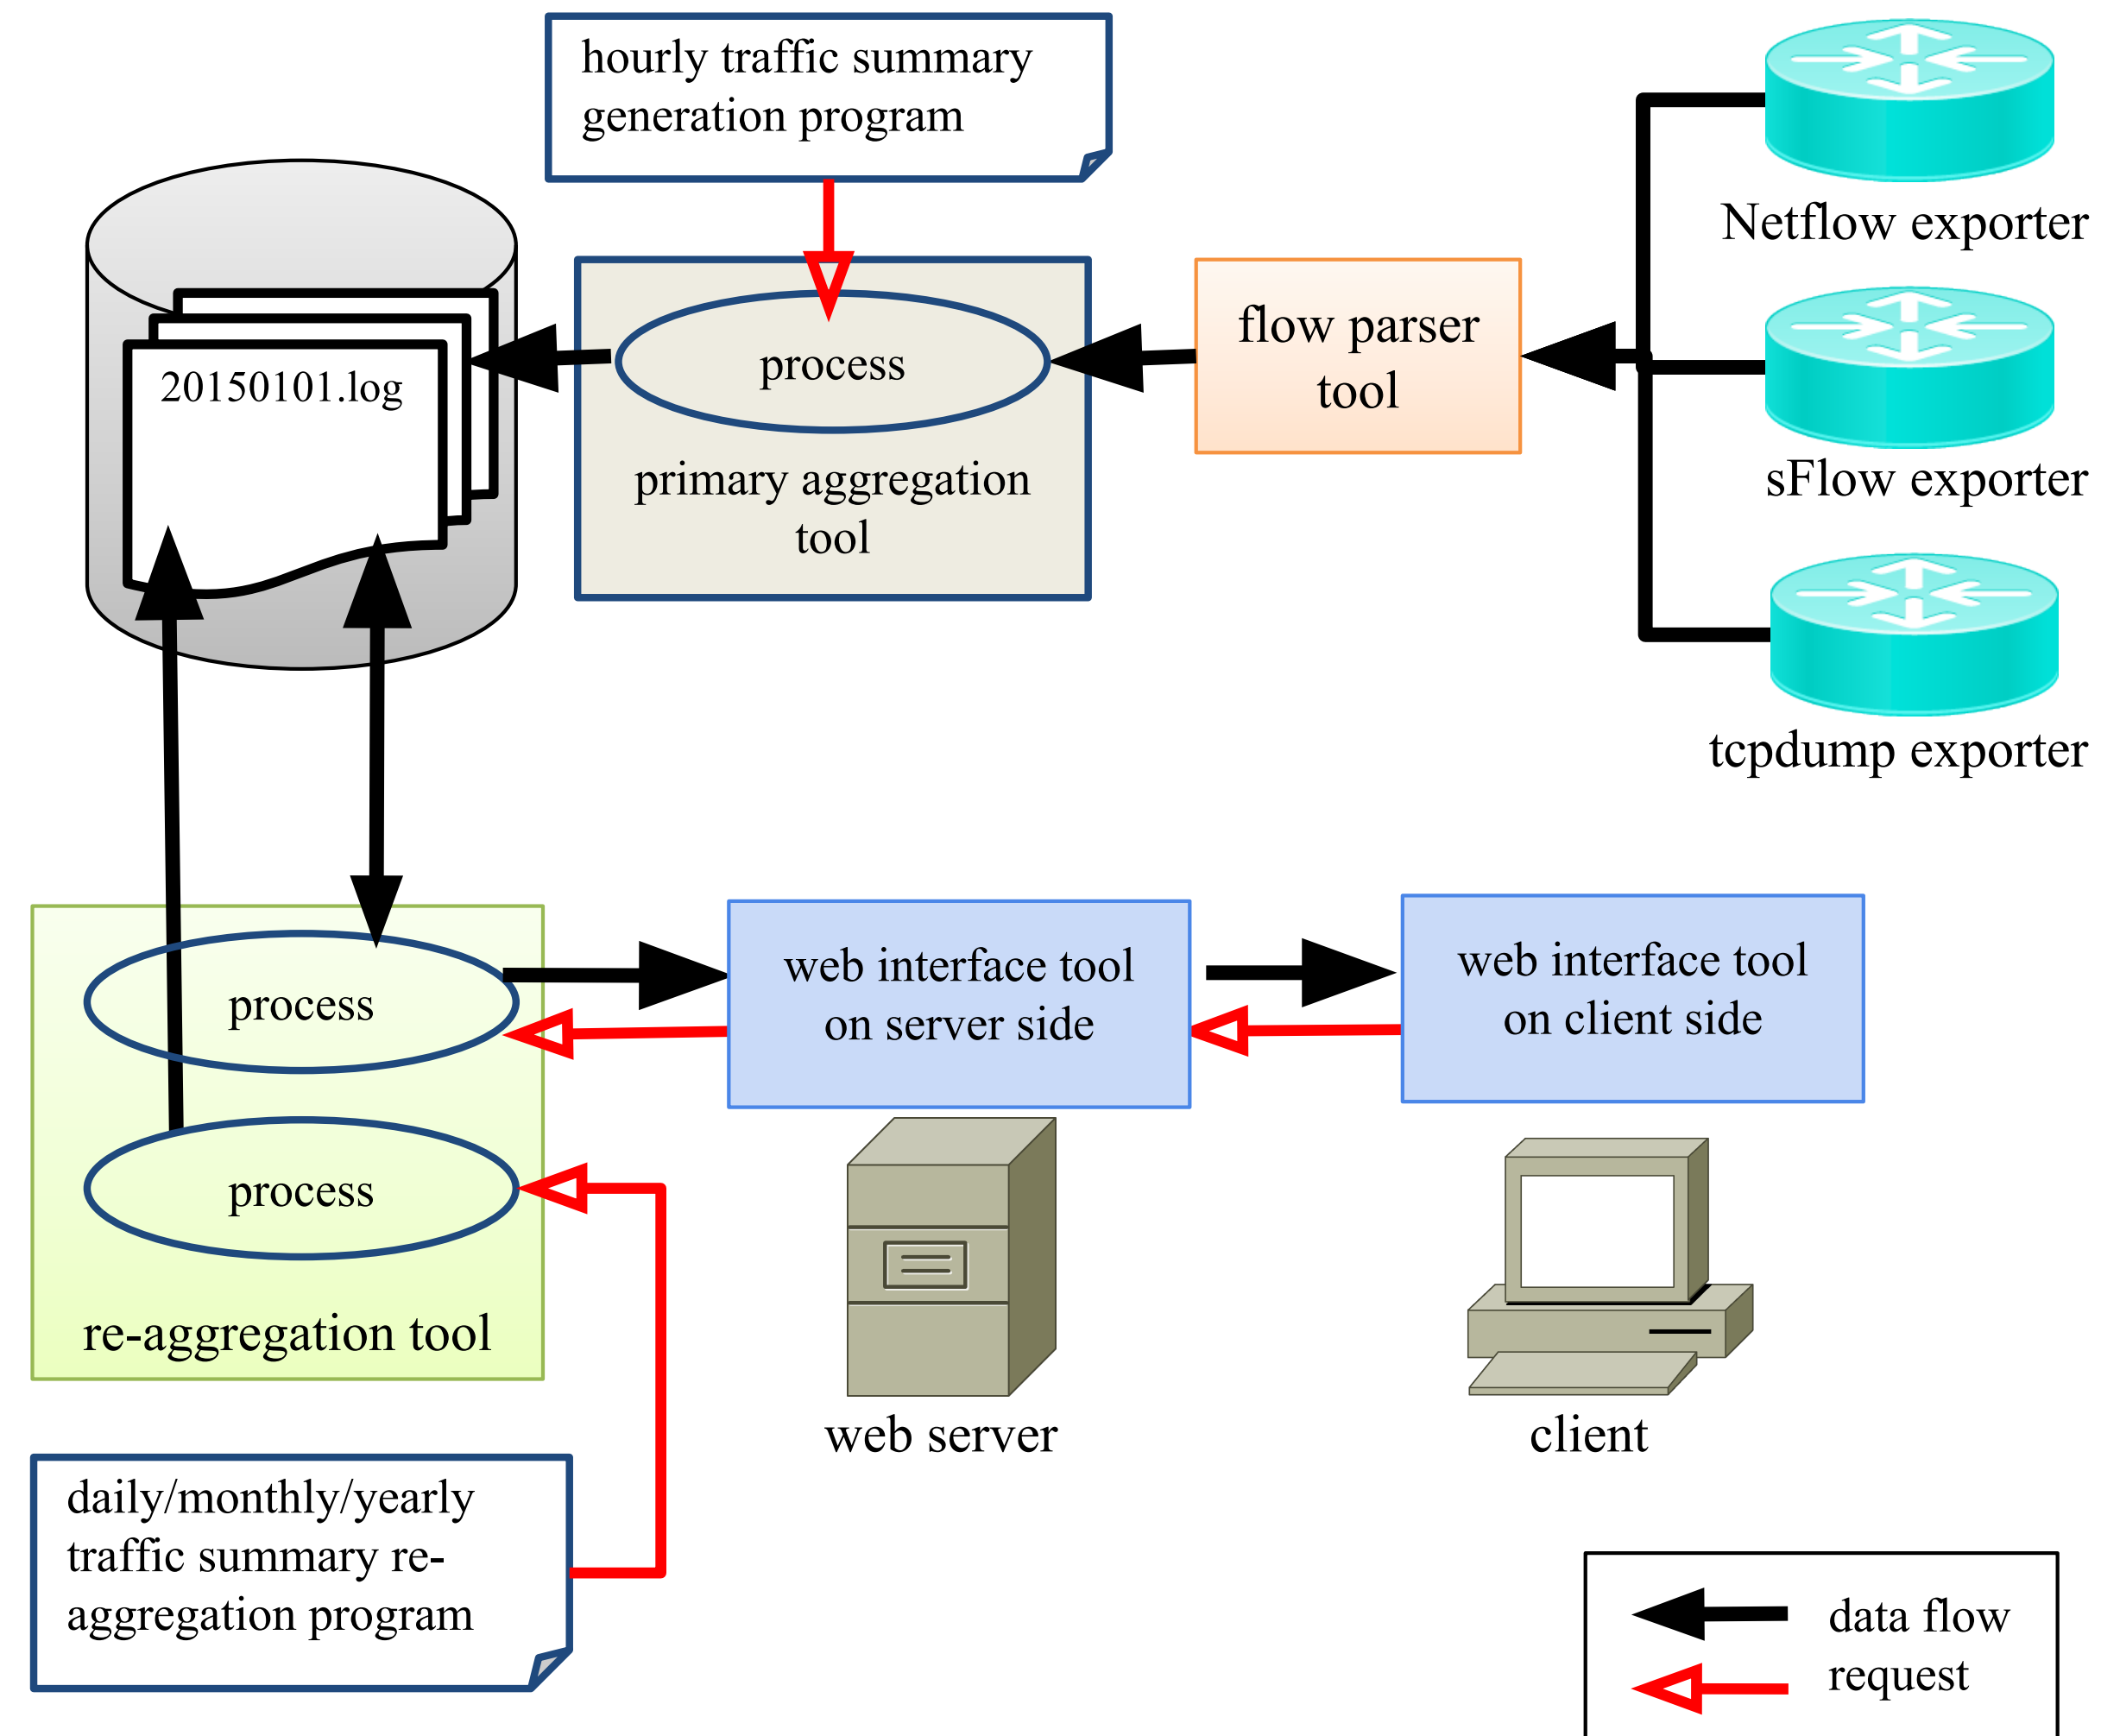 hourly traffic summary
generation program
Netflow exporter
20150101.log
process
primary aggregation
tool
flow parser
tool
sFlow exporter
tcpdump exporter
process
process
re-aggregation tool
web interface tool
on server side
web interface tool
on client side
web server
client
daily/monthly/yearly
traffic summary re-
aggregation program
data flow
request